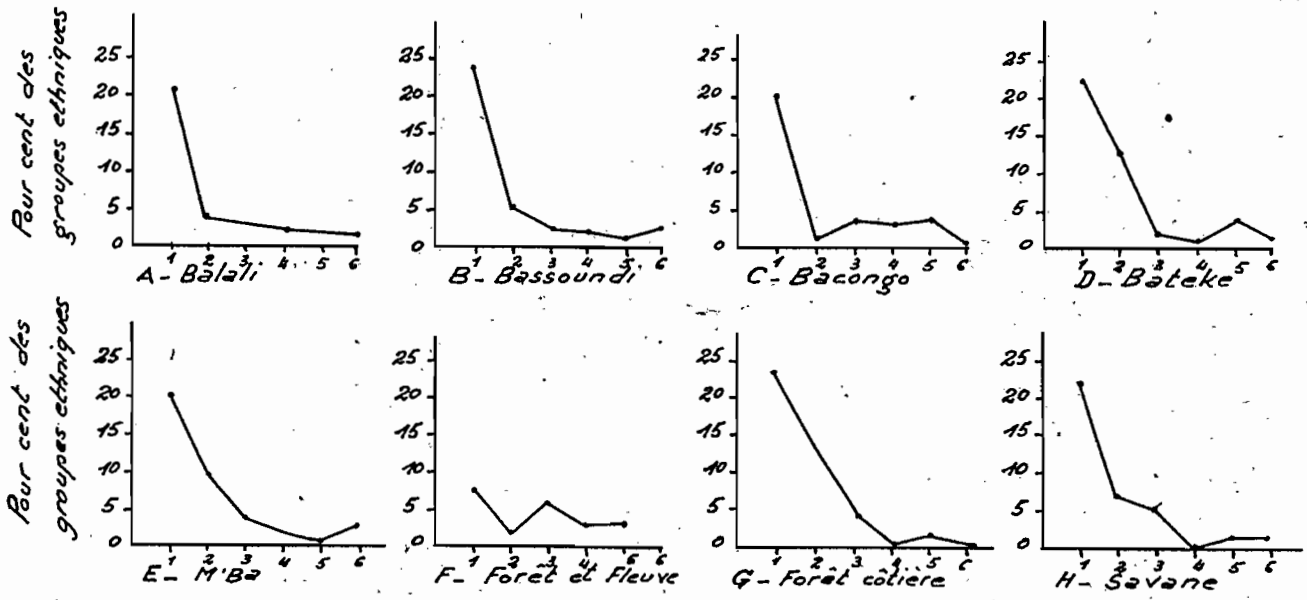 Pour cent des
groupes ethniques
25
20
15
10
5
0
1 2 3 4 5 6
A - Balali
25
20
15
10
5
0
1 2 3 4 5 6
B - Bassoundi
25
20
15
10
5
0
1 2 3 4 5 6
C - Bacongo
25
20
15
10
5
0
1 2 3 4 5 6
D - Bateke
Pour cent des
groupes ethniques
25
20
15
10
5
0
1 2 3 4 5 6
E - M'Ba
25
20
15
10
5
0
1 2 3 4 5 6
F - Forêt et Fleuve
25
20
15
10
5
0
1 2 3 4 5 6
G - Forêt côtière
25
20
15
10
5
0
1 2 3 4 5 6
H - Savane